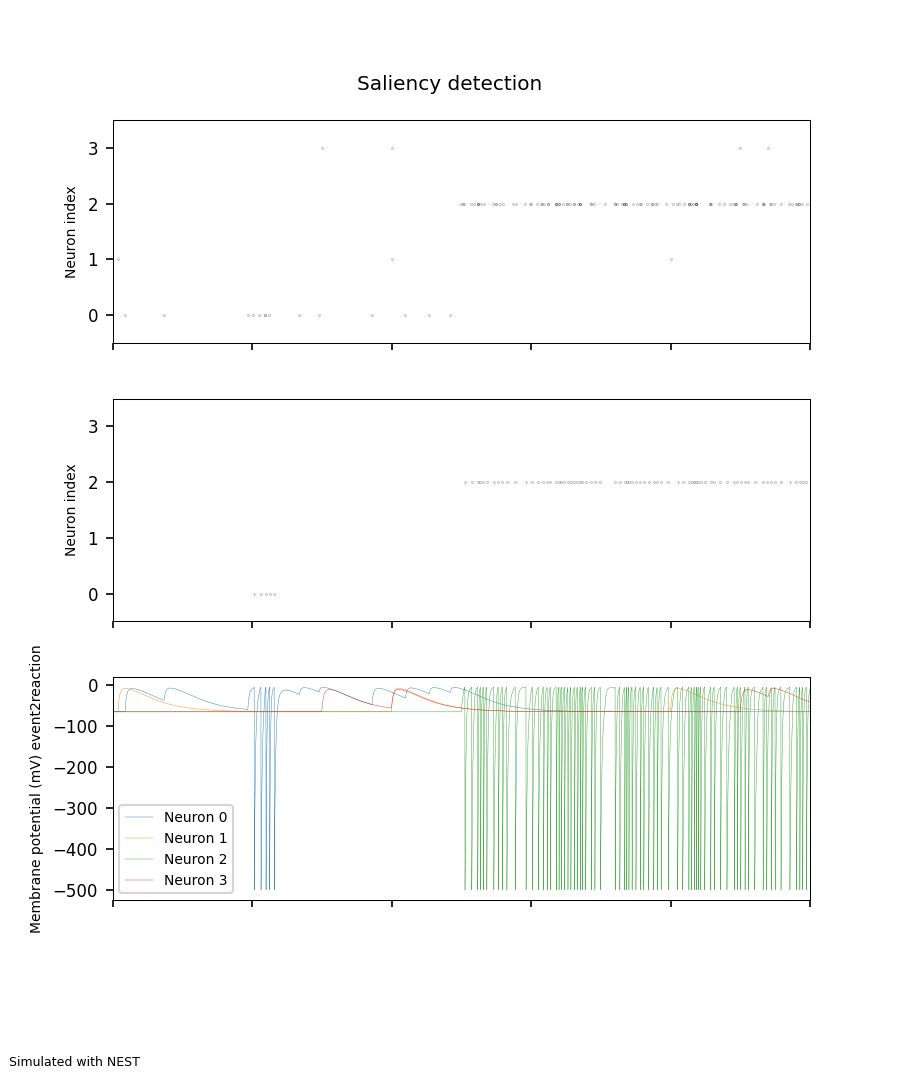 Saliency detection
Neuron index
3
2
1
0
Neuron index
3
2
1
0
Membrane potential (mV) event2reaction
0
−100
−200
−300
−400
−500
Neuron 0
Neuron 1
Neuron 2
Neuron 3
Simulated with NEST